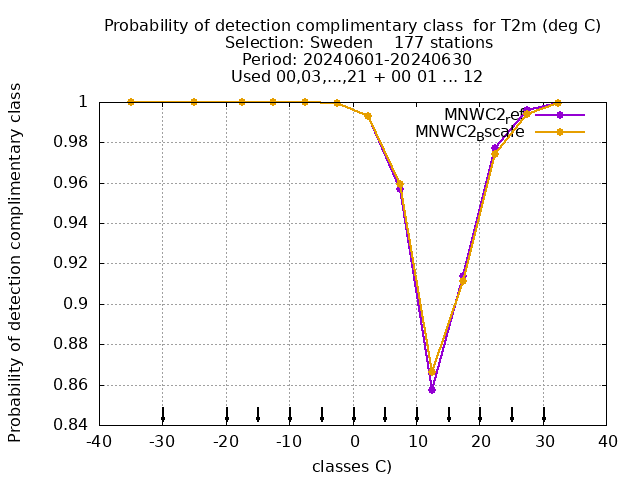 Probability of detection complimentary class  for T2m (deg C)
Selection: Sweden    177 stations
Period: 20240601-20240630
Used 00,03,...,21 + 00 01 ... 12
Probability of detection complimentary class
1
0.98
0.96
0.94
0.92
0.9
0.88
0.86
0.84
MNWC2ref
MNWC2Bscale
-40
-30
-20
-10
0
10
20
30
40
classes C)